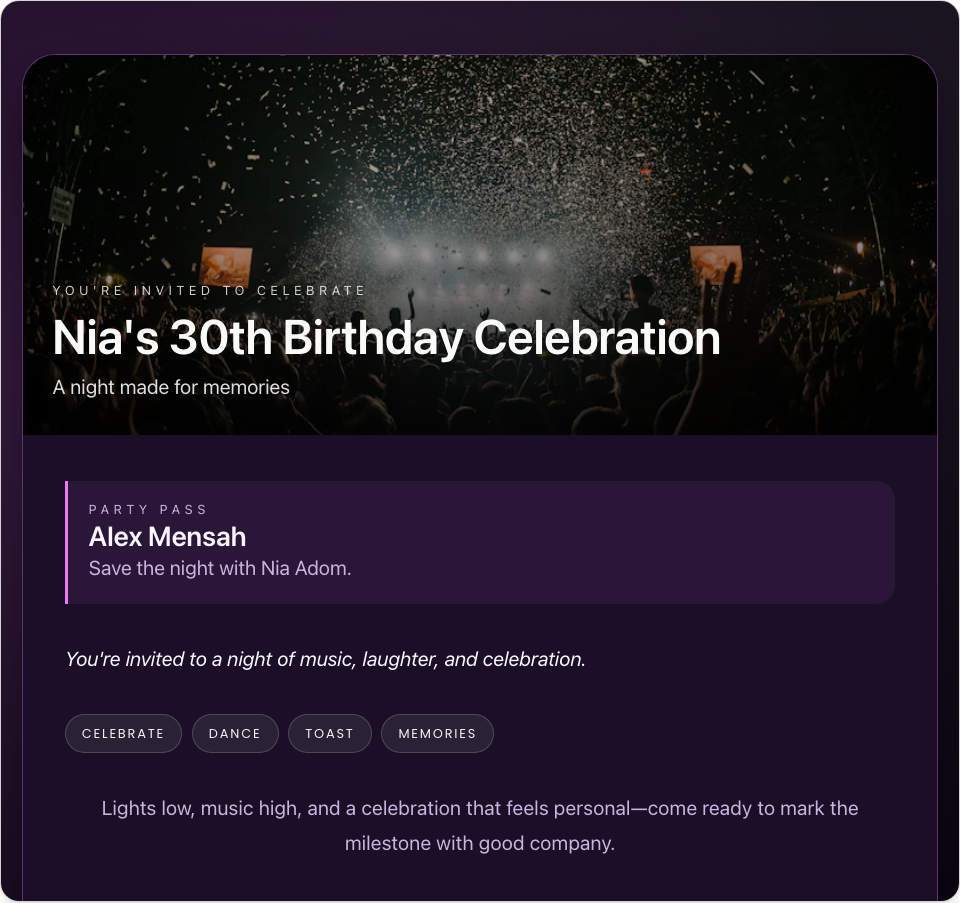 YOU'RE INVITED TO CELEBRATE
Nia's 30th Birthday Celebration
A night made for memories
PARTY PASS
Alex Mensah
Save the night with Nia Adom.
You're invited to a night of music, laughter, and celebration.
CELEBRATE DANCE TOAST MEMORIES
Lights low, music high, and a celebration that feels personal—come ready to mark the
milestone with good company.